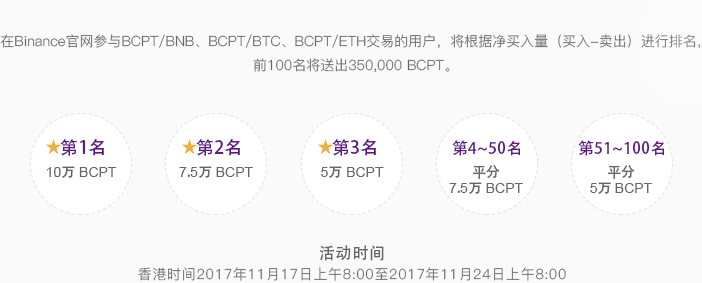 在Binance官网参与BCPT/BNB、BCPT/BTC、BCPT/ETH交易的用户，将根据净买入量（买入-卖出）进行排名，
前100名将送出350,000 BCPT。
★第1名
10万 BCPT
★第2名
7.5万 BCPT
★第3名
5万 BCPT
第4~50名
平分
7.5万 BCPT
第51~100名
平分
5万 BCPT
活动时间
香港时间2017年11月17日上午8:00至2017年11月24日上午8:00